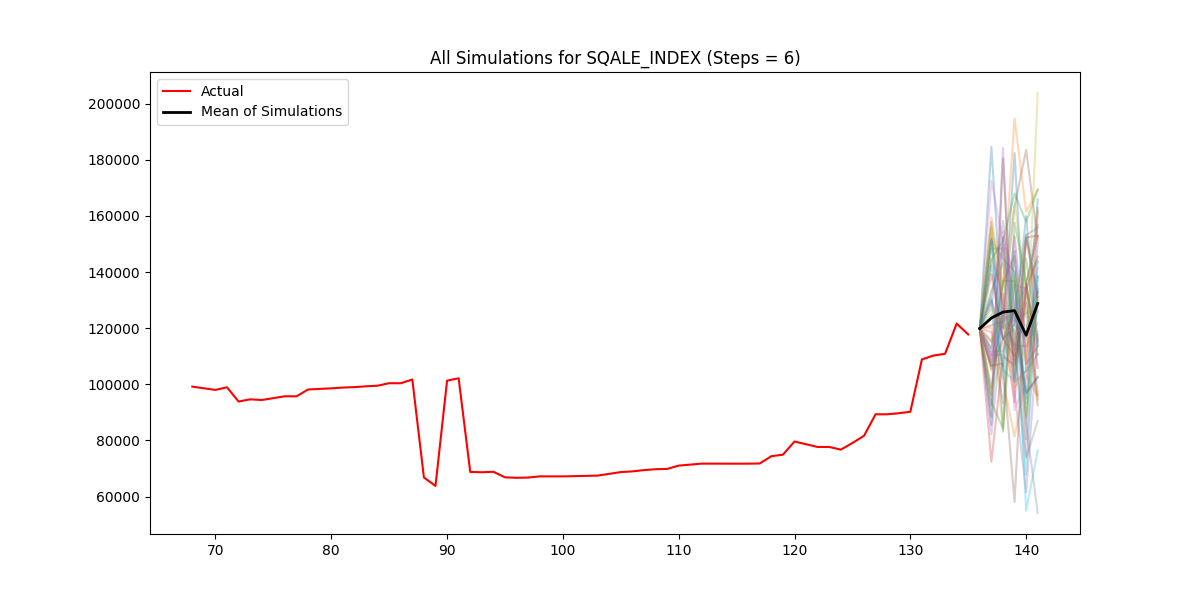 All Simulations for SQALE_INDEX (Steps = 6)
Actual
Mean of Simulations
200000
180000
160000
140000
120000
100000
80000
60000
70 80 90 100 110 120 130 140